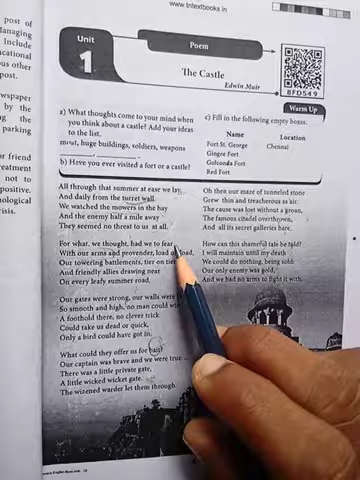 www.tntextbooks.in
post of
Managing
Include
cational
us other
post.
wspaper
by the
ng the
parking
or friend
eatment
not to
positive.
nological
risis.
Unit
1
Poem
The Castle
Edwin Muir
8FD549
Warm Up
a) What thoughts come to your mind when
you think about a castle? Add your ideas
to the list.
moat, huge buildings, soldiers, weapons
b) Have you ever visited a fort or a castle?
c) Fill in the following empty boxes.
Name Location
Fort St. George Chennai
Gingee Fort
Golconda Fort
Red Fort
All through that summer at ease we lay,
And daily from the turret wall
We watched the mowers in the hay
And the enemy half a mile away
They seemed no threat to us at all.
For what, we thought, had we to fear
With our arms and provender, load on load,
Our towering battlements, tier on tier
And friendly allies drawing near
On every leafy summer road.
Our gates were strong, our walls were
So smooth and high, no man could win
A foothold there, no clever trick
Could take us dead or quick,
Only a bird could have got in.
What could they offer us for bait?
Our captain was brave and we were true...
There was a little private gate,
A little wicked wicket gate.
The wizened warder let them through.
Oh then our maze of tunneled stone
Grew thin and treacherous as air.
The cause was lost without a groan,
The famous citadel overthrown,
And all its secret galleries bare.
How can this shameful tale be told?
I will maintain until my death
We could do nothing, being sold:
Our only enemy was gold,
And we had no arms to fight it with.